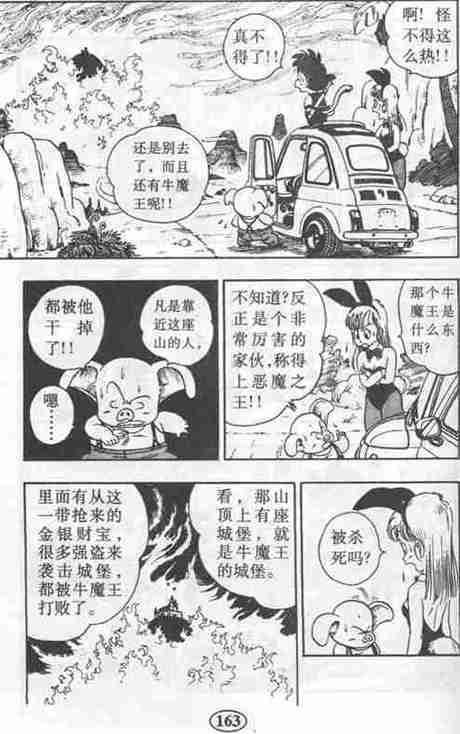 啊！怪
不得这
么热！！
真不
得了！！
还是别去
了，而且
还有牛魔
王呢！！
那个牛
魔王是
什么东
西？
不知道？反
正是个非
常厉害的
家伙，称得
上恶魔之
王！！
凡是靠
近这座
山的人，
都被他
干掉
了！！
嗯……
被杀
死吗？
看，那山
顶上有座
城堡，就
是牛魔王
的城堡。
里面有从这
一带抢来的
金银财宝，
很多强盗来
袭击城堡，
都被牛魔王
打败了。
163